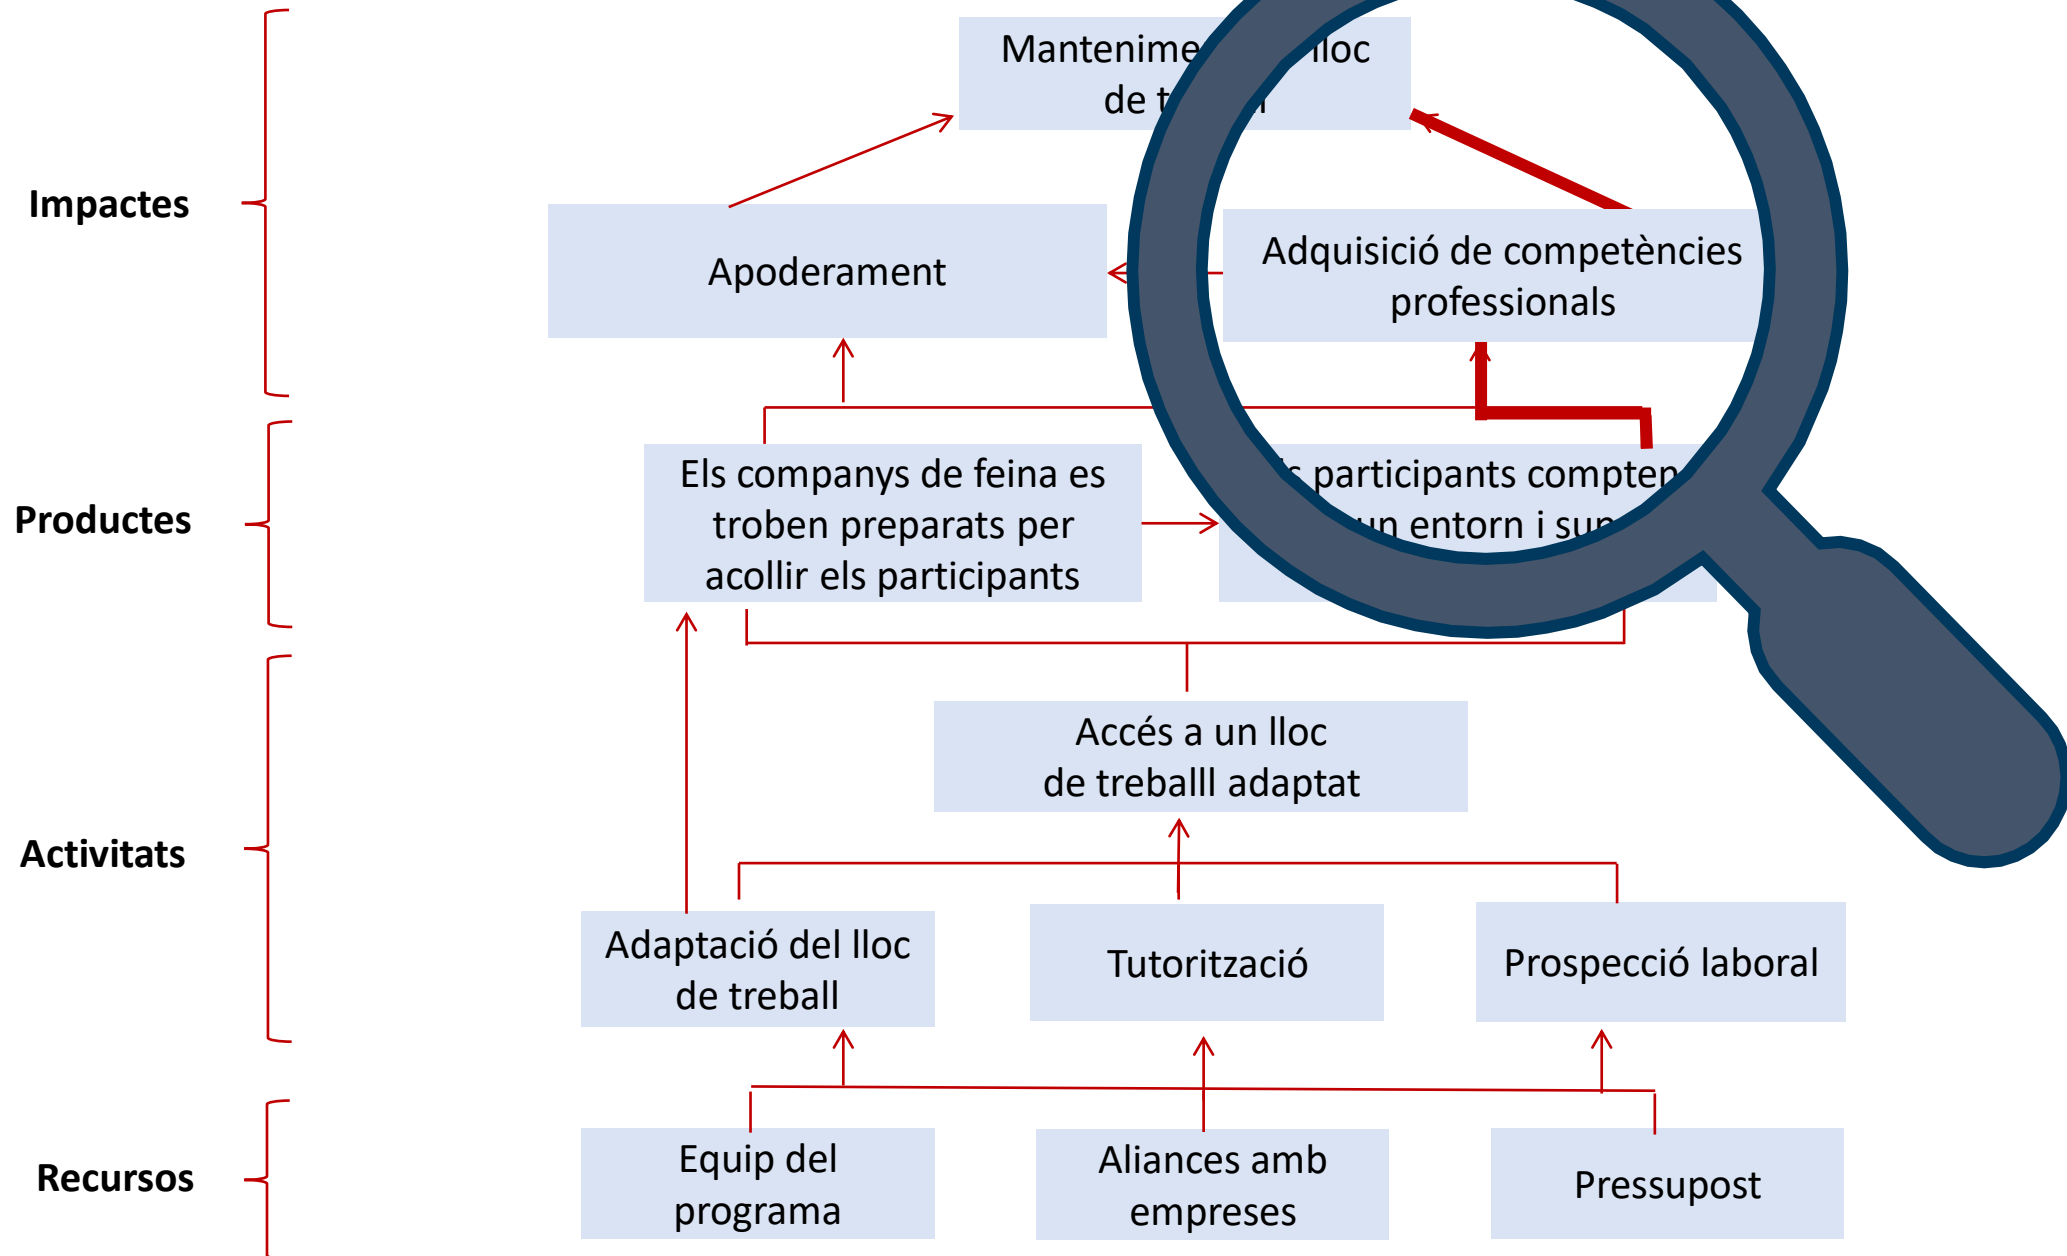 Mantenime lloc
de t
Impactes
Apoderament
Adquisició de competències
professionals
Productes
Els companys de feina es
troben preparats per
acollir els participants
participants compten
un entorn i su
Activitats
Accés a un lloc
de treballl adaptat
Adaptació del lloc
de treball
Tutorització
Prospecció laboral
Recursos
Equip del
programa
Aliances amb
empreses
Pressupost